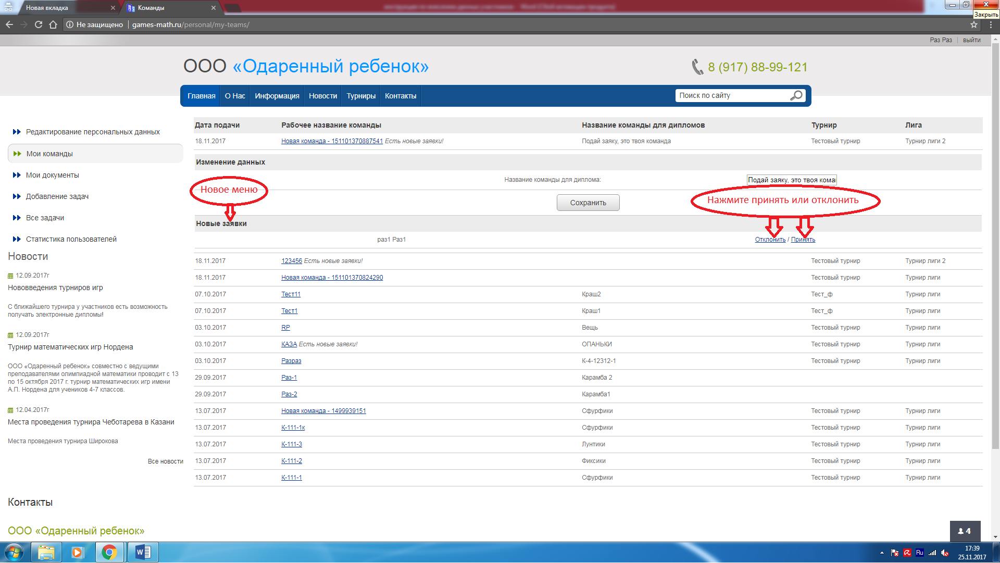 Новая вкладка
Команды
Закрыть
Не защищено games-math.ru/personal/my-teams/
Раз Раз выйти
ООО «Одаренный ребенок»
8 (917) 88-99-121
Главная О Нас Информация Новости Турниры Контакты
Поиск по сайту
Редактирование персональных данных
Мои команды
Мои документы
Добавление задач
Все задачи
Статистика пользователей
Новости
12.09.2017г
Нововведения турниров игр
С ближайшего турнира у участников есть возможность
получать электронные дипломы!
12.09.2017г
Турнир математических игр Нордена
ООО «Одаренный ребенок» совместно с ведущими
преподавателями олимпиадной математики проводит с 13
по 15 октября 2017 г. турнир математических игр имени
А.П. Нордена для учеников 4-7 классов.
12.04.2017г
Места проведения турнира Чеботарева в Казани
Места проведения турнира Широкова
Все новости
Дата подачи Рабочее название команды Название команды для дипломов Турнир Лига
18.11.2017 Новая команда - 151101370887541 Есть новые заявки! Подай заяку, это твоя команда Тестовый турнир Турнир лиги 2
Изменение данных
Название команды для диплома: Подай заяку, это твоя кома
Новое меню
Сохранить
Нажмите принять или отклонить
Новые заявки
раз1 Раз1 Отклонить / Принять
18.11.2017 123456 Есть новые заявки! Тестовый турнир Турнир лиги 2
18.11.2017 Новая команда - 151101370824290 Тестовый турнир Турнир лиги
07.10.2017 Тест11 Краш2 Тест_ф Турнир лиги
07.10.2017 Тест1 Краш1 Тест_ф Турнир лиги
03.10.2017 RP Вещь Тестовый турнир Турнир лиги
03.10.2017 КАЗА Есть новые заявки! ОПАНЬКИ Тестовый турнир Турнир лиги
03.10.2017 Разраз К-4-12312-1 Тестовый турнир Турнир лиги
29.09.2017 Раз-1 Карамба 2
29.09.2017 Раз-2 Карамба1
13.07.2017 Новая команда - 1499939151 Сфурфики Тестовый турнир Турнир лиги
13.07.2017 К-111-1к Сфурфики Тестовый турнир Турнир лиги
13.07.2017 К-111-3 Лунтики Тестовый турнир Турнир лиги
13.07.2017 К-111-2 Фиксики Тестовый турнир Турнир лиги
13.07.2017 К-111-1 Сфурфики Тестовый турнир Турнир лиги
Контакты
ООО «Одаренный ребенок»
4
Ru
17:39
25.11.2017